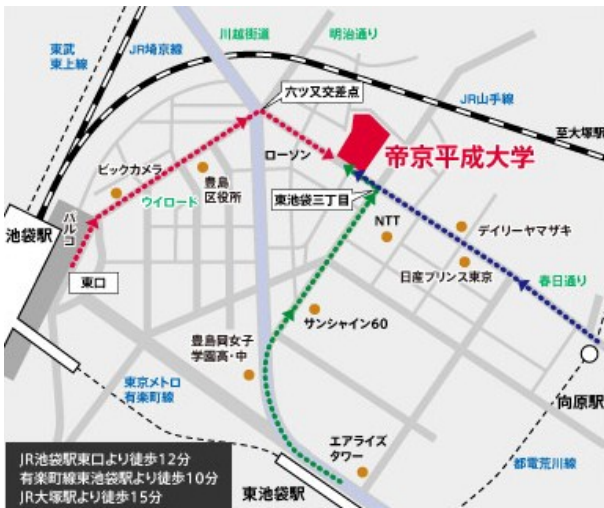 東武
東上線
JR埼京線
川越街道
明治通り
六ツ又交差点
JR山手線
至大塚駅
ローソン
帝京平成大学
ビックカメラ
豊島
区役所
ウイロード
東池袋三丁目
パルコ
池袋駅
東口
NTT
デイリーヤマザキ
日産プリンス東京
春日通り
サンシャイン60
豊島岡女子
学園高・中
東京メトロ
有楽町線
向原駅
エアライズ
タワー
都電荒川線
東池袋駅
JR池袋駅東口より徒歩12分
有楽町線東池袋駅より徒歩10分
JR大塚駅より徒歩15分